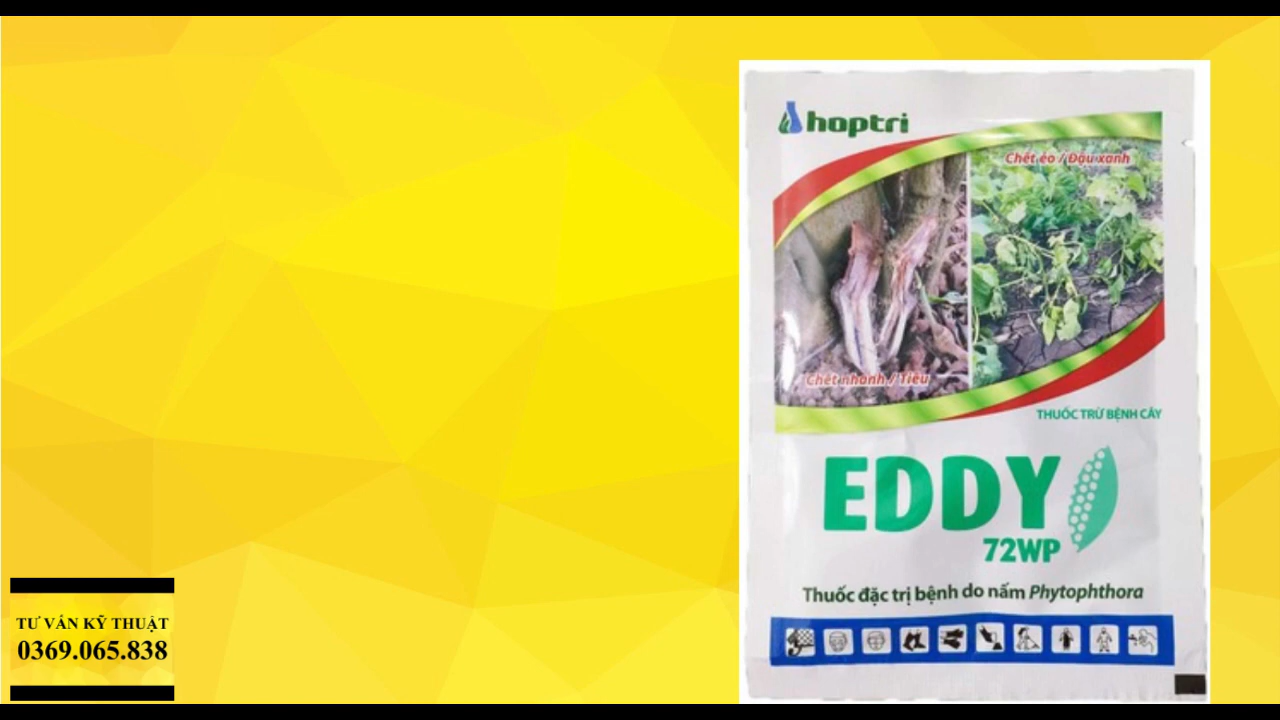 hoptri
Chết ẻo / Đậu xanh
Chết nhanh / Tiêu
THUỐC TRỪ BỆNH CÂY
EDDY
72WP
Thuốc đặc trị bệnh do nấm Phytophthora
TƯ VẤN KỸ THUẬT
0369.065.838